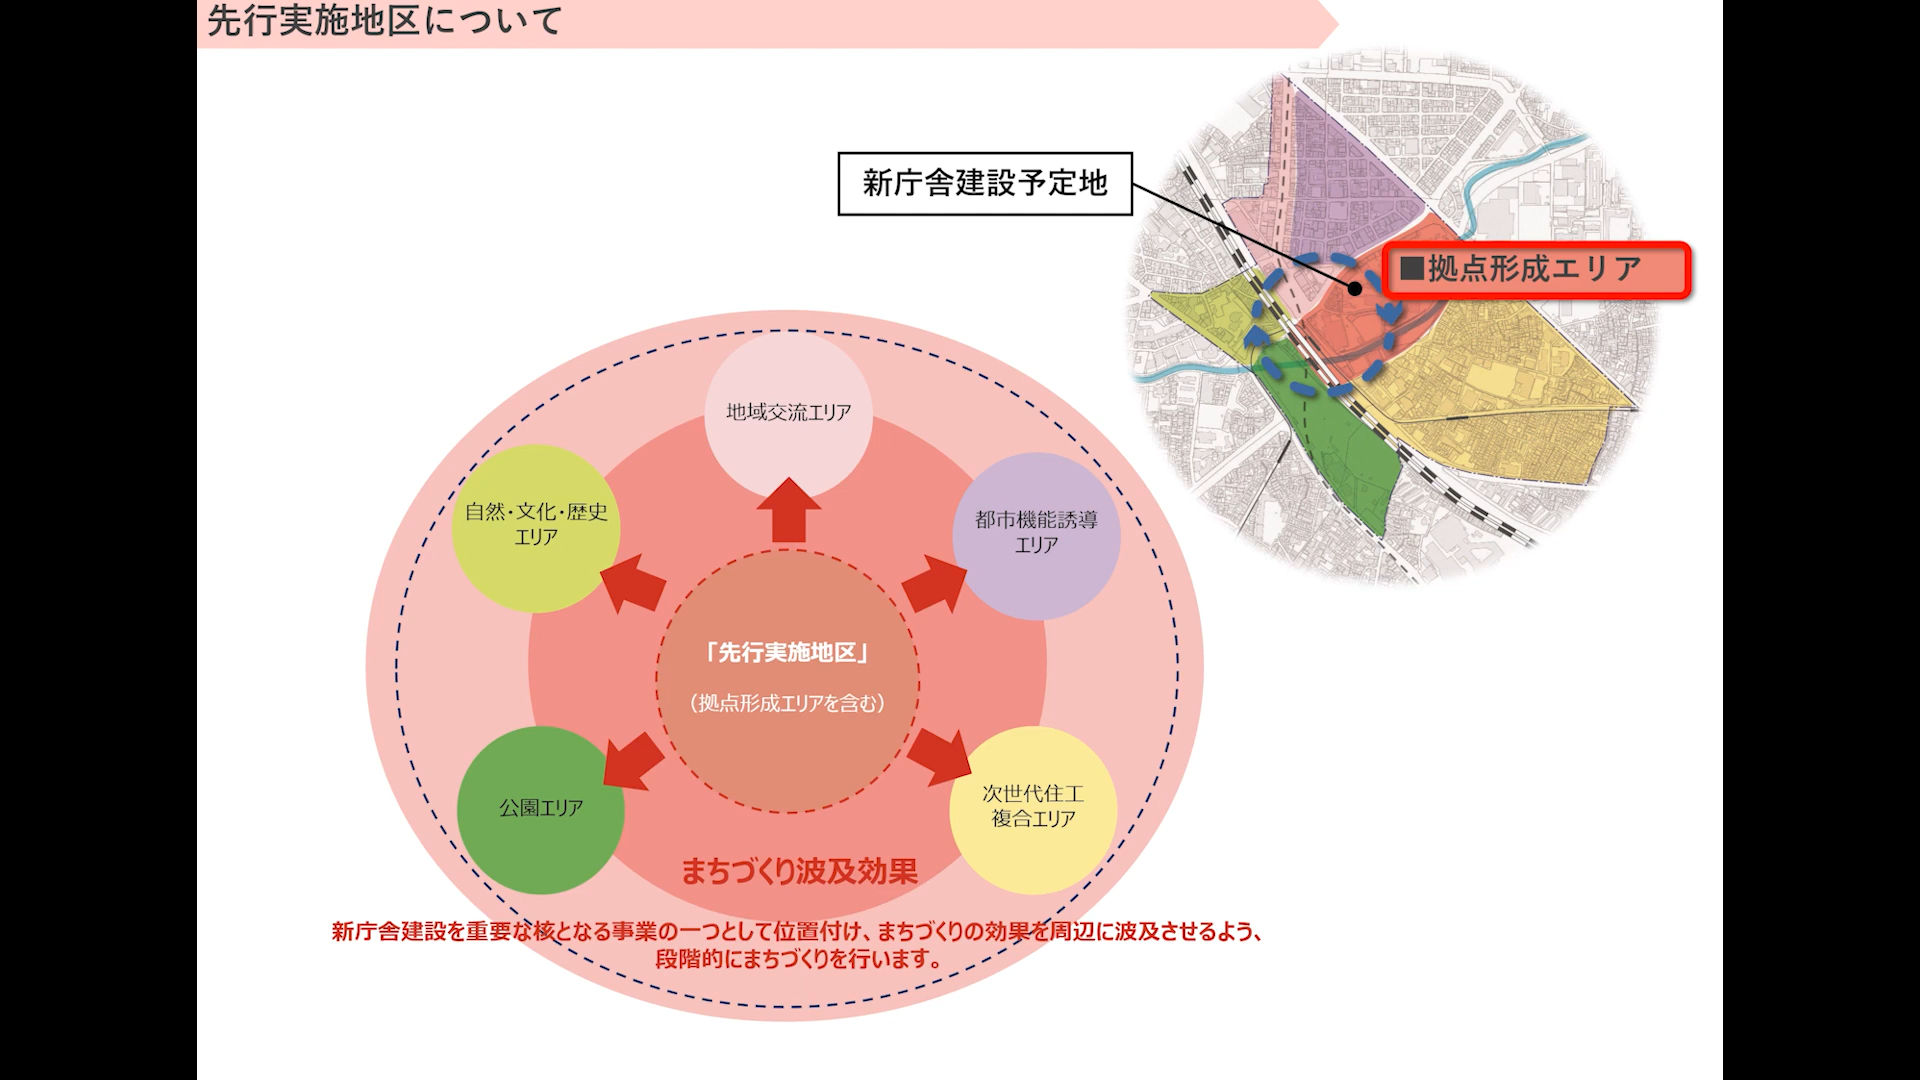 先行実施地区について
新庁舎建設予定地
■拠点形成エリア
地域交流エリア
自然・文化・歴史
エリア
都市機能誘導
エリア
「先行実施地区」
（拠点形成エリアを含む）
公園エリア
次世代住工
複合エリア
まちづくり波及効果
新庁舎建設を重要な核となる事業の一つとして位置付け、まちづくりの効果を周辺に波及させるよう、
段階的にまちづくりを行います。